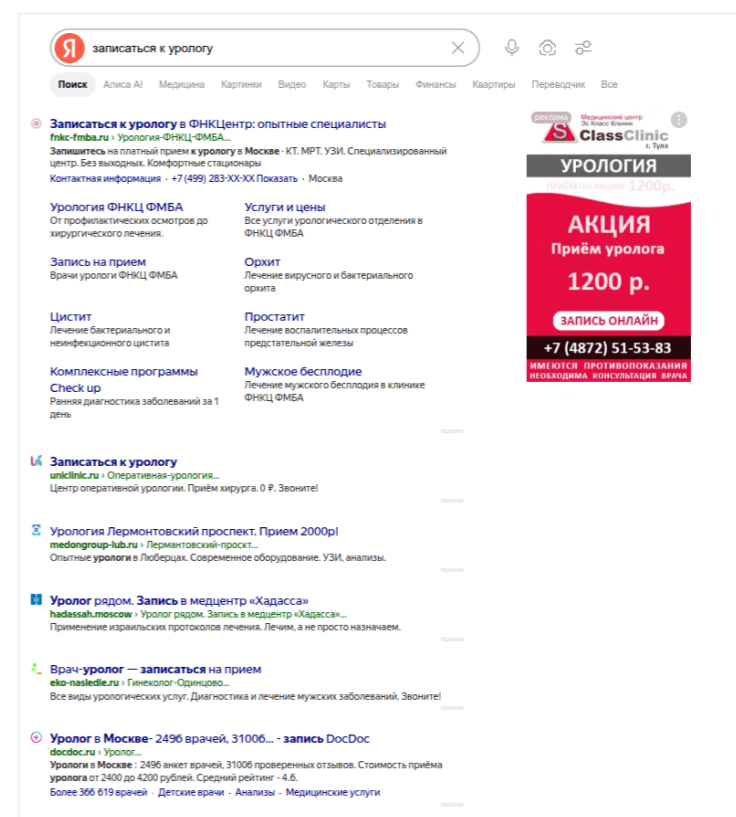 Я записаться к урологу
Поиск Алиса AI Медицина Картинки Видео Карты Товары Финансы Квартиры Переводчик Все
Записаться к урологу в ФНКЦентр: опытные специалисты
fnkc-fmba.ru › Урология-ФНКЦ-ФМБА...
Запишитесь на платный прием к урологу в Москве · КТ. МРТ. УЗИ. Специализированный
центр. Без выходных. Комфортные стационары
Контактная информация · +7 (499) 283-XX-XX Показать · Москва
Урология ФНКЦ ФМБА
От профилактических осмотров до
хирургического лечения.
Услуги и цены
Все услуги урологического отделения в
ФНКЦ ФМБА
Запись на прием
Врачи урологи ФНКЦ ФМБА
Орхит
Лечение вирусного и бактериального
орхита
Цистит
Лечение бактериального и
неинфекционного цистита
Простатит
Лечение воспалительных процессов
предстательной железы
Комплексные программы
Check up
Ранняя диагностика заболеваний за 1
день
Мужское бесплодие
Лечение мужского бесплодия в клинике
ФНКЦ ФМБА
промо
Записаться к урологу
uniclinic.ru › Оперативная-урология...
Центр оперативной урологии. Приём хирурга. 0 ₽. Звоните!
промо
Урология Лермонтовский проспект. Прием 2000р!
medongroup-lub.ru › Лермантовский-проскт...
Опытные урологи в Люберцах. Современное оборудование. УЗИ, анализы.
промо
Уролог рядом. Запись в медцентр «Хадасса»
hadassah.moscow › Уролог рядом. Запись в медцентр «Хадасса»...
Применение израильских протоколов лечения. Лечим, а не просто назначаем.
промо
Врач-уролог — записаться на прием
eko-nasledie.ru › Гинеколог-Одинцово...
Все виды урологических услуг. Диагностика и лечение мужских заболеваний. Звоните!
промо
Уролог в Москве- 2496 врачей, 31006... - запись DocDoc
docdoc.ru › Уролог...
Урологи в Москве : 2496 анкет врачей, 31006 проверенных отзывов. Стоимость приёма
уролога от 2400 до 4200 рублей. Средний рейтинг - 4.6.
Более 366 619 врачей · Детские врачи · Анализы · Медицинские услуги
промо
реклама
Медицинский центр
Эс Класс Клиник
ClassClinic
г. Тула
УРОЛОГИЯ
ПРИЁМ ПО АКЦИИ: 1200р.
АКЦИЯ
Приём уролога
1200 р.
ЗАПИСЬ ОНЛАЙН
+7 (4872) 51-53-83
ИМЕЮТСЯ ПРОТИВОПОКАЗАНИЯ
НЕОБХОДИМА КОНСУЛЬТАЦИЯ ВРАЧА